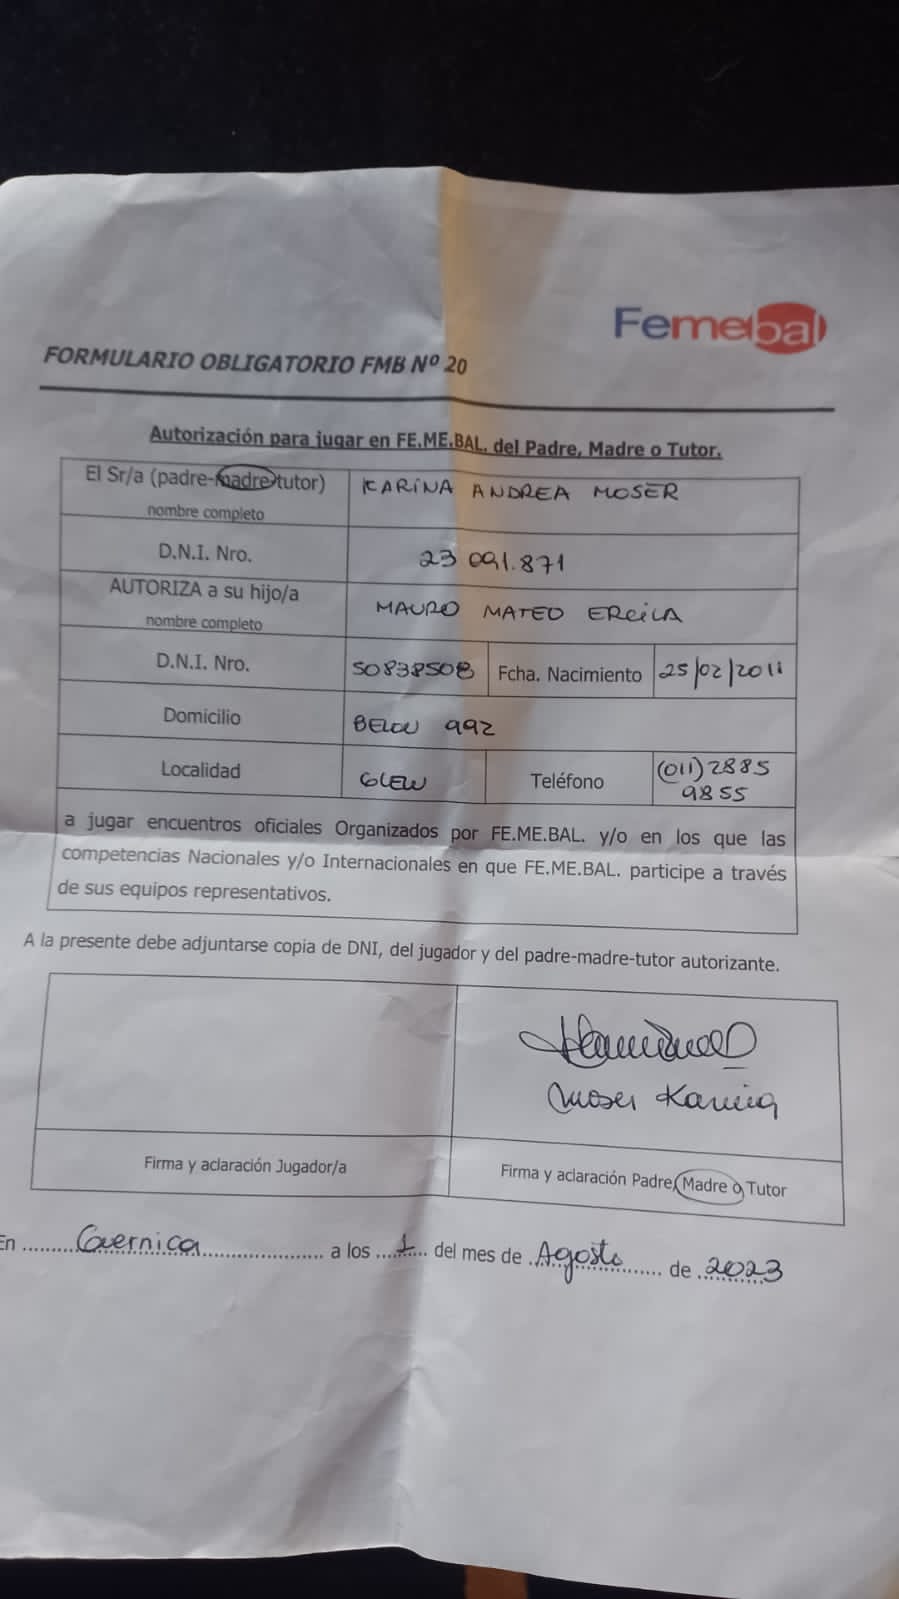 Femebal
FORMULARIO OBLIGATORIO FMB Nº 20
Autorización para jugar en FE.ME.BAL. del Padre, Madre o Tutor.
El Sr/a (padre-madre-tutor) KARINA ANDREA MOSER
nombre completo
D.N.I. Nro. 23 091.871
AUTORIZA a su hijo/a MAURO MATEO ERCILA
nombre completo
D.N.I. Nro. 50838508 Fcha. Nacimiento 25/02/2011
Domicilio 992
Localidad GLEW Teléfono (011) 2885
9855
a jugar encuentros oficiales Organizados por FE.ME.BAL. y/o en los que las
competencias Nacionales y/o Internacionales en que FE.ME.BAL. participe a través
de sus equipos representativos.
A la presente debe adjuntarse copia de DNI, del jugador y del padre-madre-tutor autorizante.
Moser Karina
Firma y aclaración Jugador/a Firma y aclaración Padre, Madre o Tutor
En Guernica a los 1 del mes de Agosto de 2023